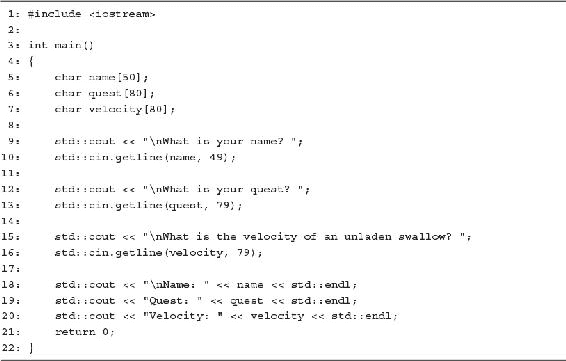 1: #include <iostream>
2:
3: int main()
4: {
5:     char name[50];
6:     char quest[80];
7:     char velocity[80];
8:
9:     std::cout << "\nWhat is your name? ";
10:     std::cin.getline(name, 49);
11:
12:     std::cout << "\nWhat is your quest? ";
13:     std::cin.getline(quest, 79);
14:
15:     std::cout << "\nWhat is the velocity of an unladen swallow? ";
16:     std::cin.getline(velocity, 79);
17:
18:     std::cout << "\nName: " << name << std::endl;
19:     std::cout << "Quest: " << quest << std::endl;
20:     std::cout << "Velocity: " << velocity << std::endl;
21:     return 0;
22: }